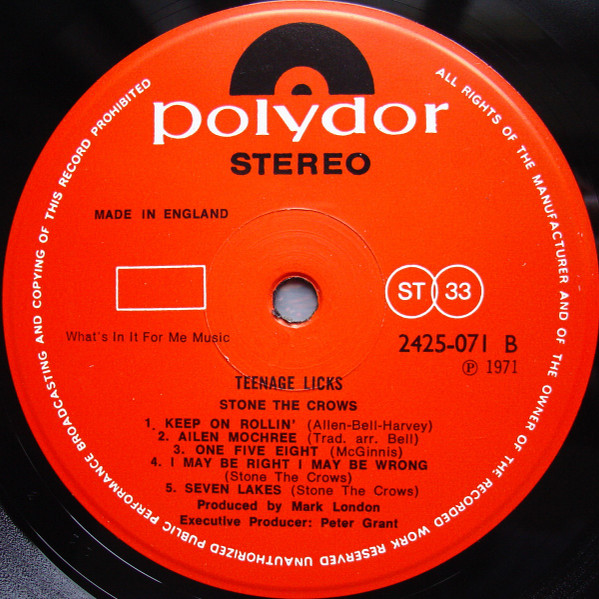 polydor
STEREO
MADE IN ENGLAND
ST 33
What's In It For Me Music
2425-071 B
℗ 1971
TEENAGE LICKS
STONE THE CROWS
1. KEEP ON ROLLIN' (Allen-Bell-Harvey)
2. AILEN MOCHREE (Trad. arr. Bell)
3. ONE FIVE EIGHT (McGinnis)
4. I MAY BE RIGHT I MAY BE WRONG
(Stone The Crows)
5. SEVEN LAKES (Stone The Crows)
Produced by Mark London
Executive Producer: Peter Grant
ALL RIGHTS OF THE MANUFACTURER AND OF THE OWNER OF THE RECORDED WORK RESERVED UNAUTHORIZED PUBLIC PERFORMANCE BROADCASTING AND COPYING OF THIS RECORD PROHIBITED